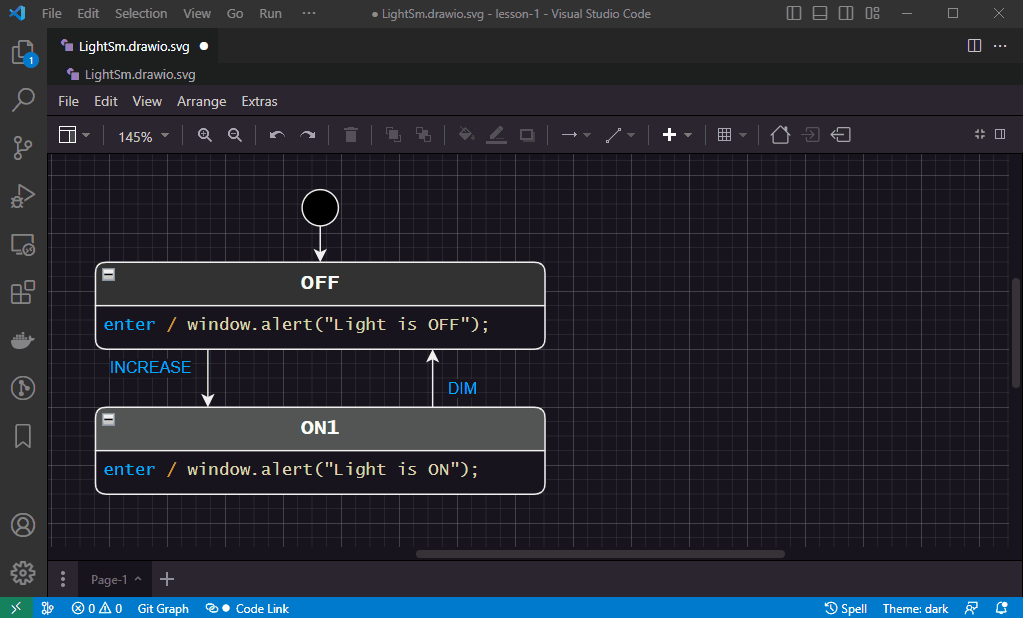 File Edit Selection View Go Run ··· ● LightSm.drawio.svg - lesson-1 - Visual Studio Code
LightSm.drawio.svg ●
1
LightSm.drawio.svg
File Edit View Arrange Extras
145%
OFF
enter / window.alert("Light is OFF");
INCREASE
DIM
ON1
enter / window.alert("Light is ON");
Page-1
0 0 Git Graph Code Link Spell Theme: dark